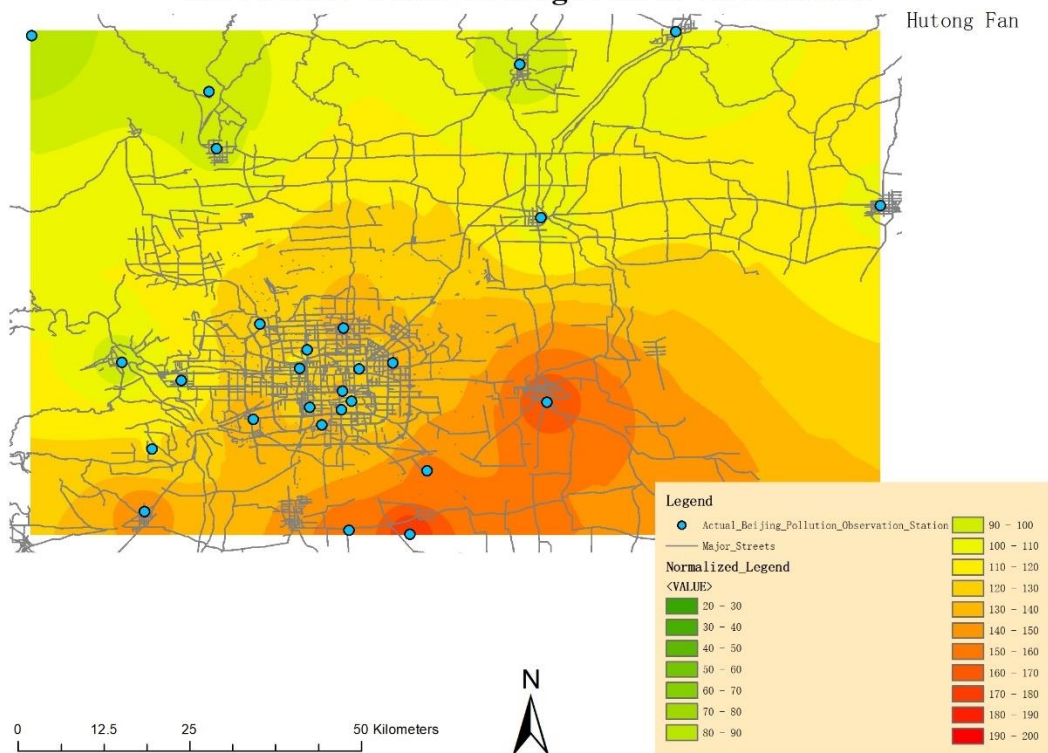 Hutong Fan
Legend
Actual_Beijing_Pollution_Observation_Station
Major_Streets
Normalized_Legend
<VALUE>
20 - 30
30 - 40
40 - 50
50 - 60
60 - 70
70 - 80
80 - 90
90 - 100
100 - 110
110 - 120
120 - 130
130 - 140
140 - 150
150 - 160
160 - 170
170 - 180
180 - 190
190 - 200
N
0 12.5 25 50 Kilometers